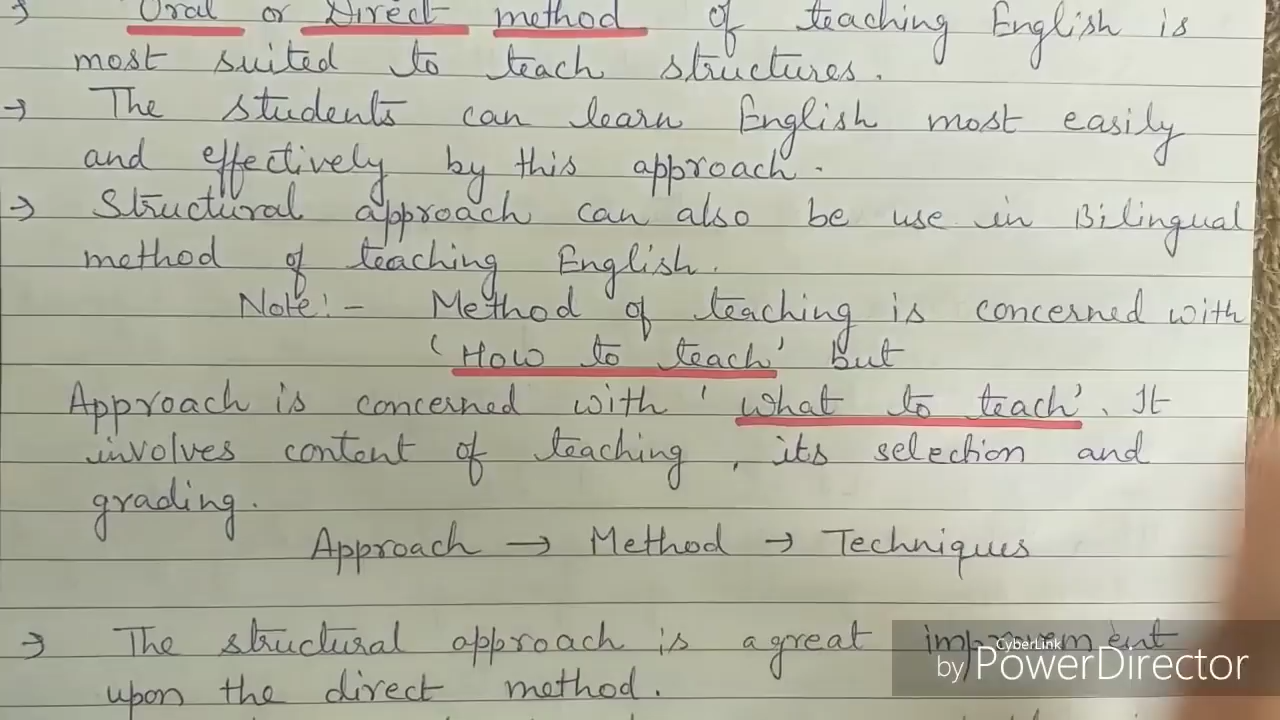 → Oral or Direct method of teaching English is
most suited to teach structures.
→ The students can learn English most easily
and effectively by this approach.
→ Structural approach can also be use in Bilingual
method of teaching English.
Note:- Method of teaching is concerned with
'How to teach' but
Approach is concerned with 'what to teach'. It
involves content of teaching, its selection and
grading.
Approach → Method → Techniques
→ The structural approach is a great improvement
upon the direct method.
CyberLink
by PowerDirector